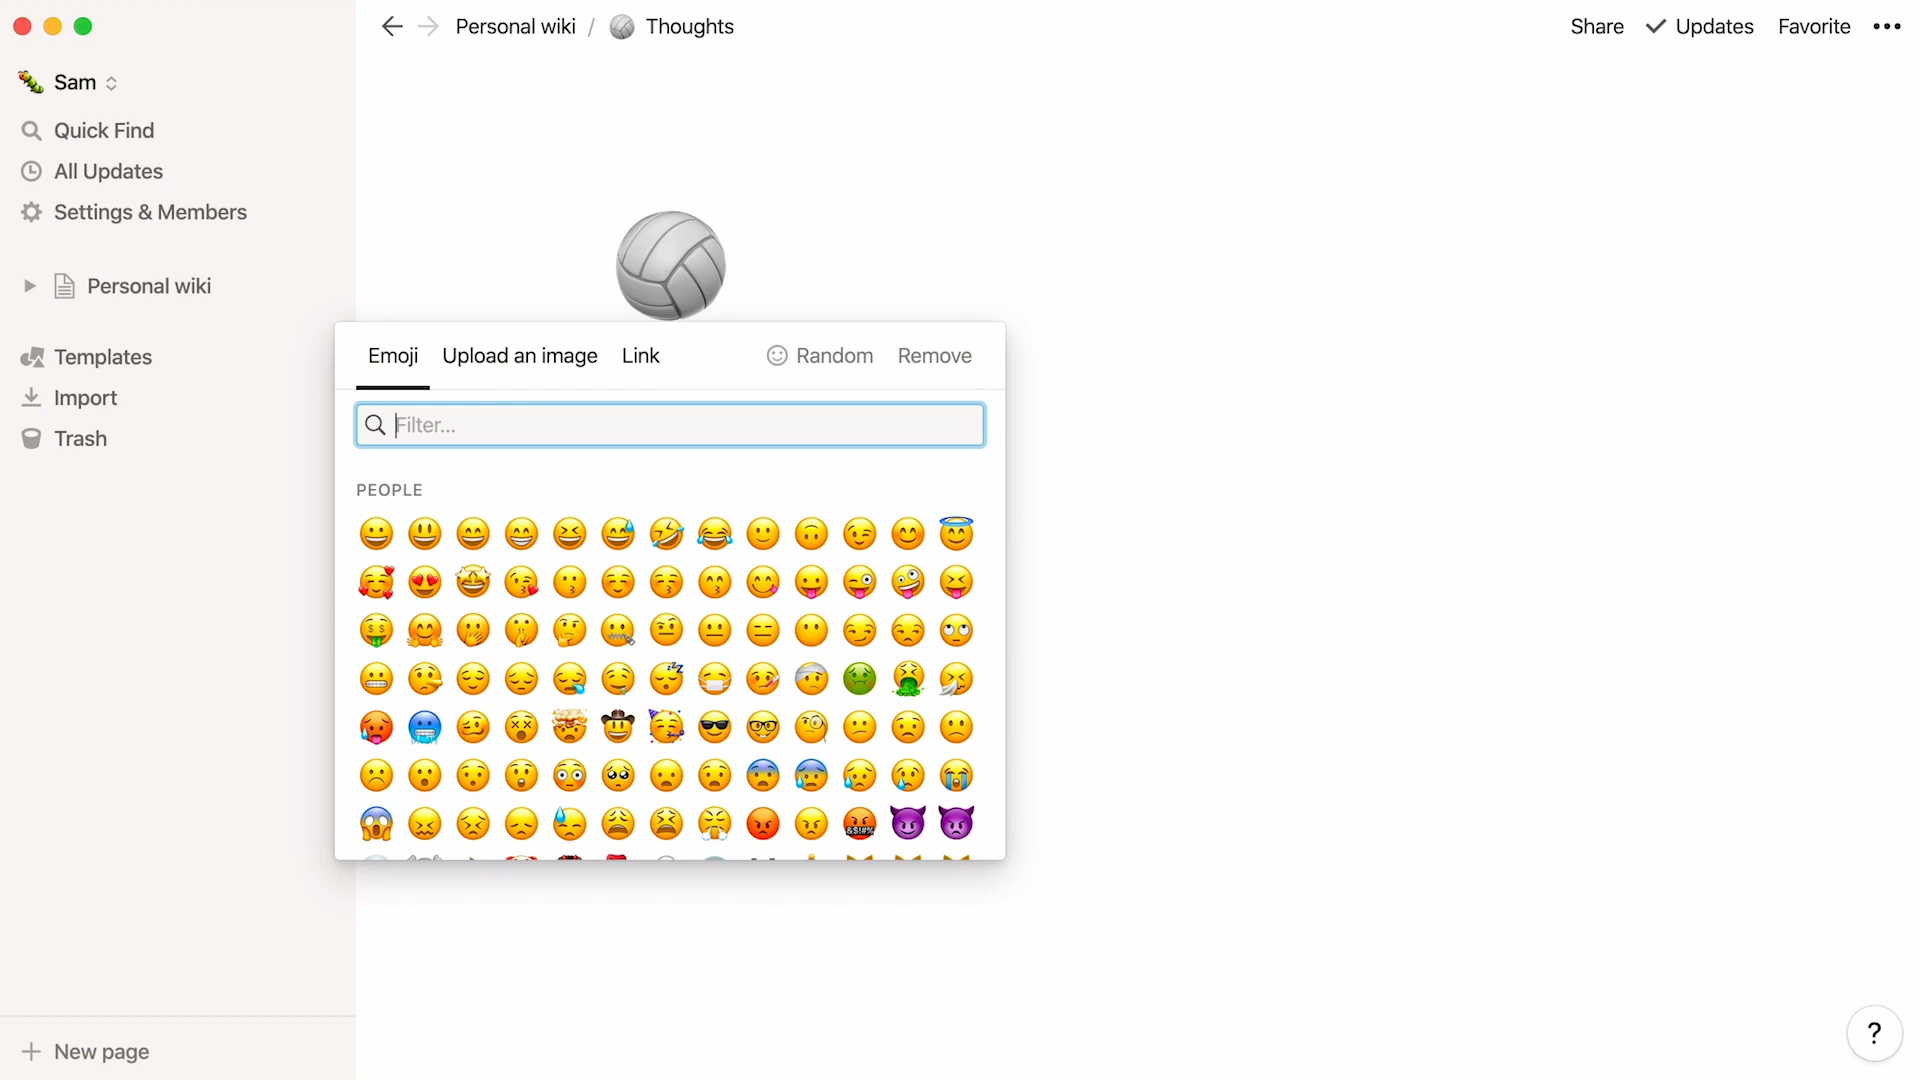 Personal wiki / Thoughts
Share Updates Favorite •••
Sam
Quick Find
All Updates
Settings & Members
Personal wiki
Templates
Import
Trash
New page
Emoji Upload an image Link Random Remove
Filter...
PEOPLE
?